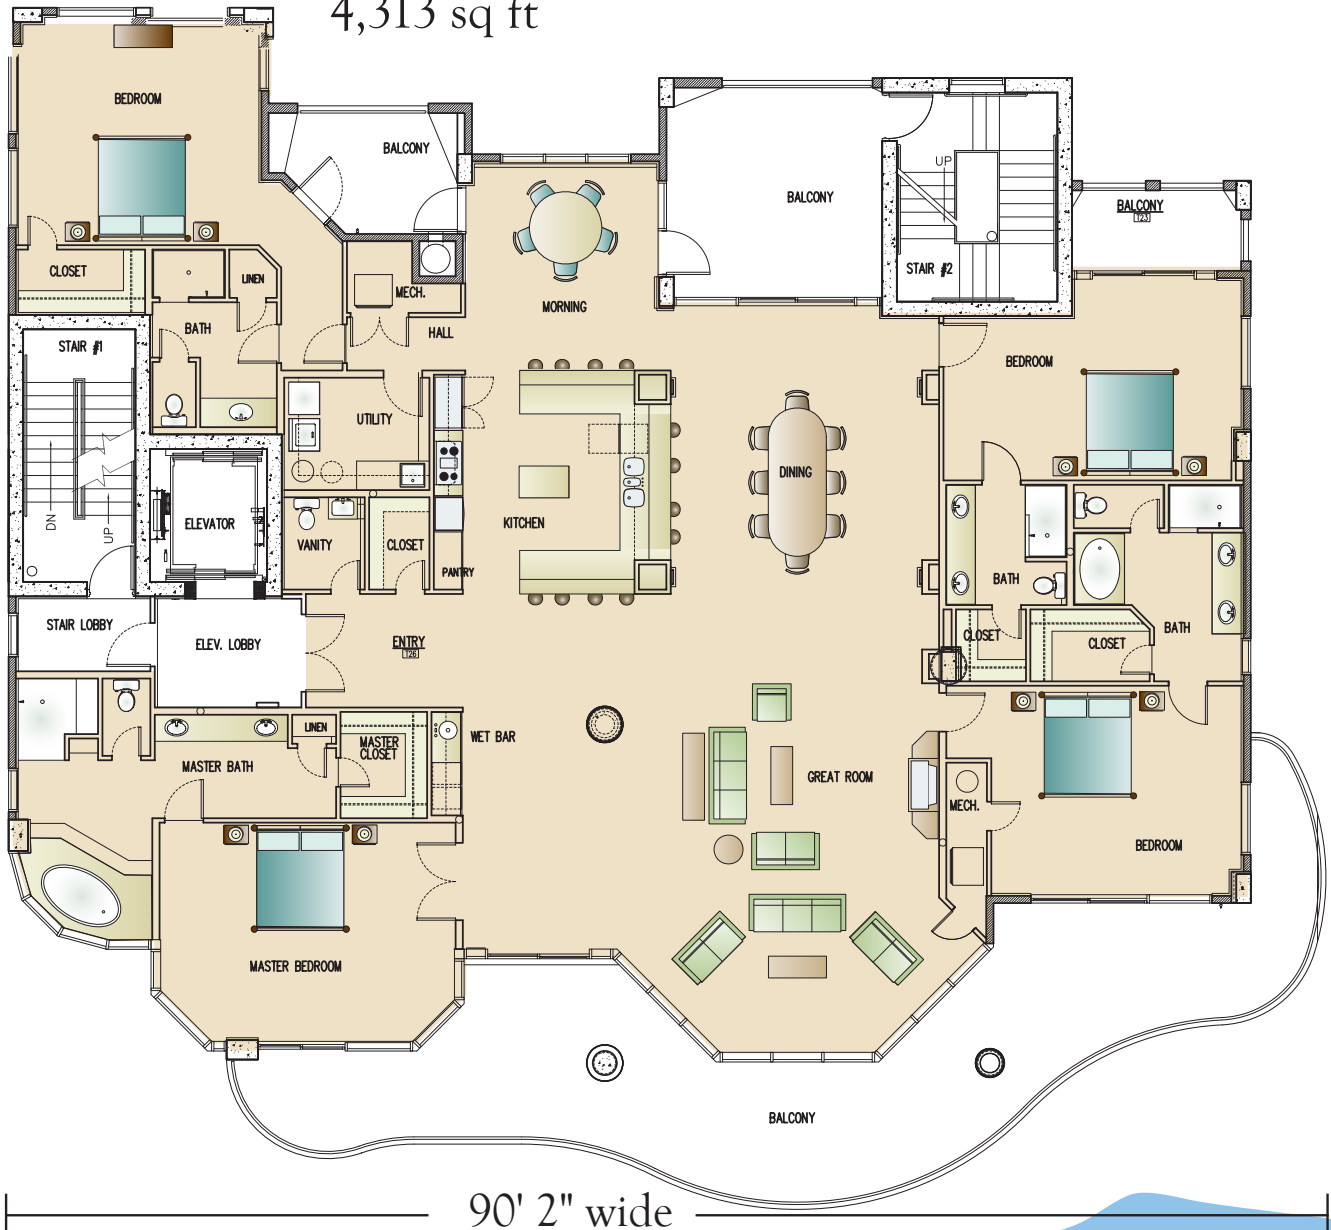 4,313 sq ft
BEDROOM
BALCONY
BALCONY
UP
BALCONY
T23
CLOSET
LINEN
MECH.
STAIR #2
MORNING
BATH
HALL
STAIR #1
BEDROOM
UTILITY
DINING
DN
UP
ELEVATOR
KITCHEN
VANITY
CLOSET
PANTRY
BATH
STAIR LOBBY
ELEV. LOBBY
ENTRY
T26
CLOSET
CLOSET
BATH
LINEN
MASTER
CLOSET
WET BAR
MASTER BATH
GREAT ROOM
MECH.
BEDROOM
MASTER BEDROOM
BALCONY
90' 2" wide